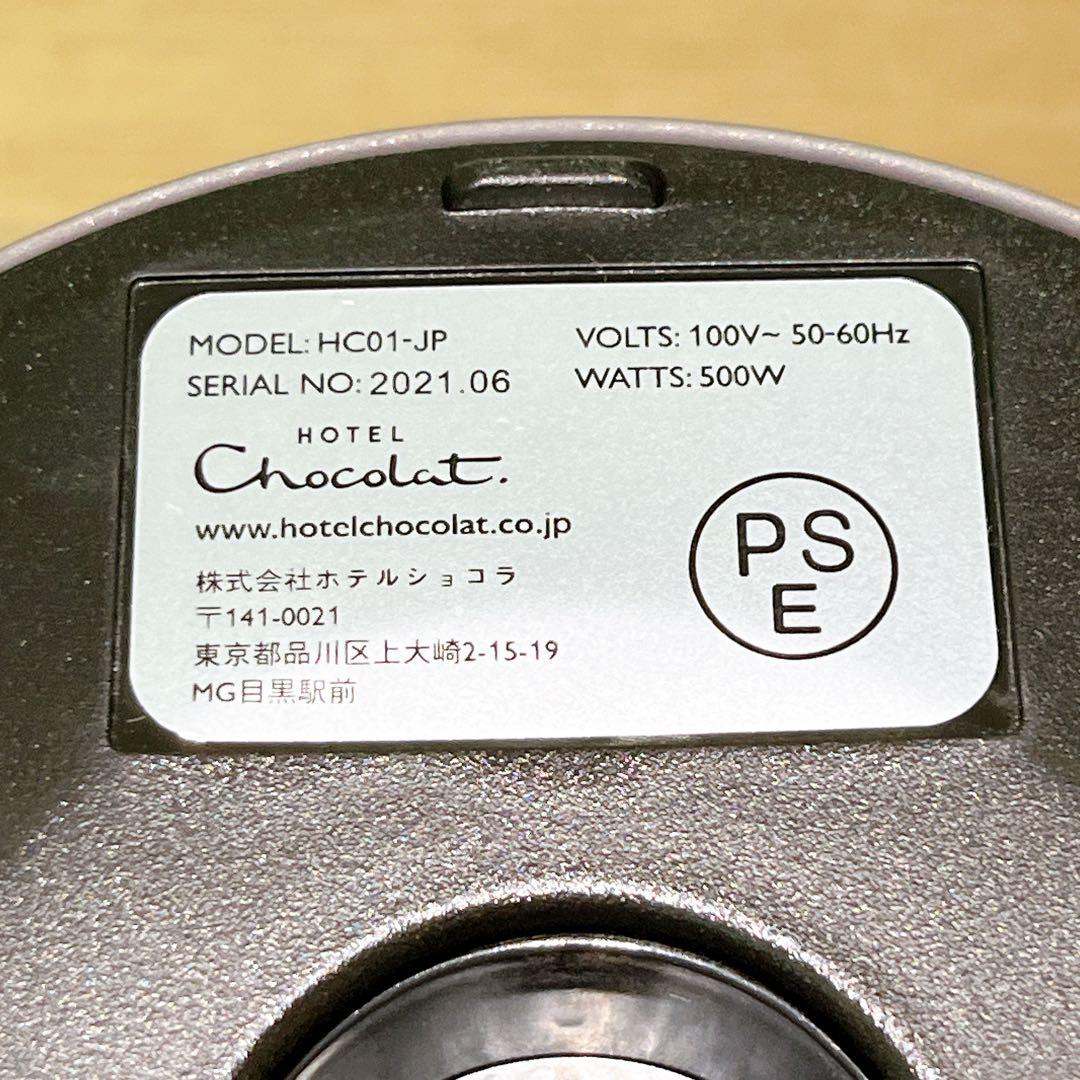 MODEL: HC01-JP
SERIAL NO: 2021.06
VOLTS: 100V~ 50-60Hz
WATTS: 500W
HOTEL
Chocolat.
www.hotelchocolat.co.jp
株式会社ホテルショコラ
〒141-0021
東京都品川区上大崎2-15-19
MG目黒駅前
PS
E